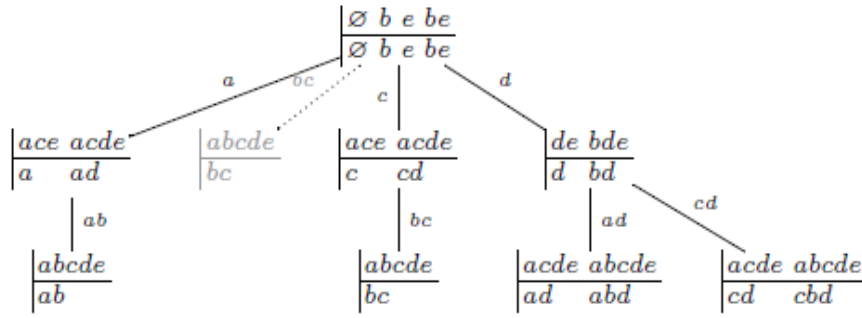 ∅ b e be
∅ b e be
a bc c d
ace acde abcde ace acde de bde
a ad bc c cd d bd
ab bc ad cd
abcde abcde acde abcde acde abcde
ab bc ad abd cd cbd